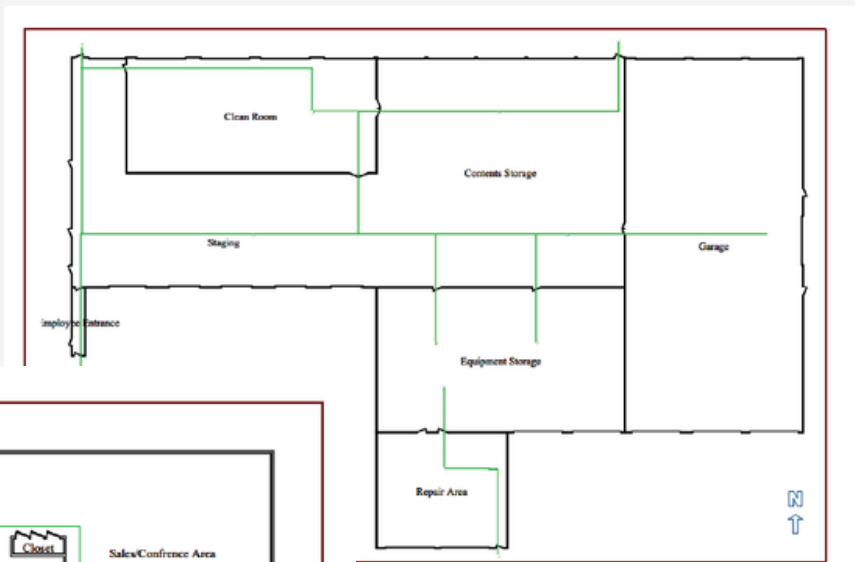 Clean Room
Contents Storage
Staging
Garage
Employee Entrance
Equipment Storage
Repair Area
N
Closet
Sales/Confrence Area